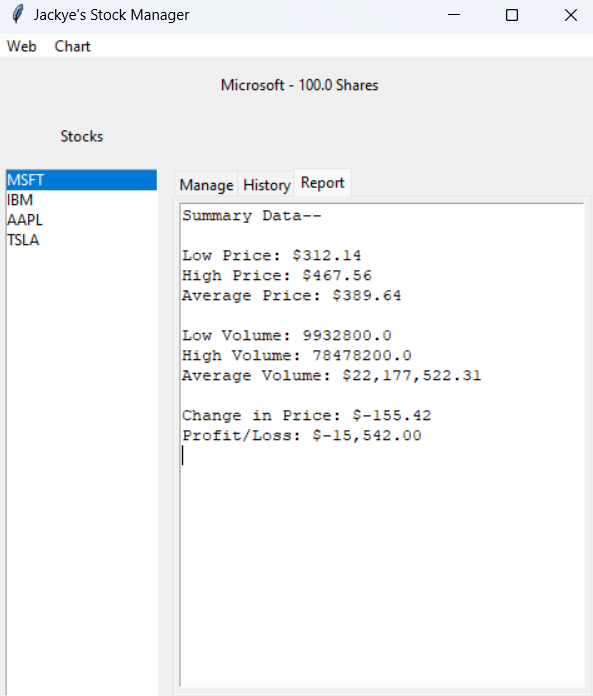 Jackye's Stock Manager
Web Chart
Microsoft - 100.0 Shares
Stocks
MSFT
IBM
AAPL
TSLA
Manage History Report
Summary Data--
Low Price: $312.14
High Price: $467.56
Average Price: $389.64
Low Volume: 9932800.0
High Volume: 78478200.0
Average Volume: $22,177,522.31
Change in Price: $-155.42
Profit/Loss: $-15,542.00